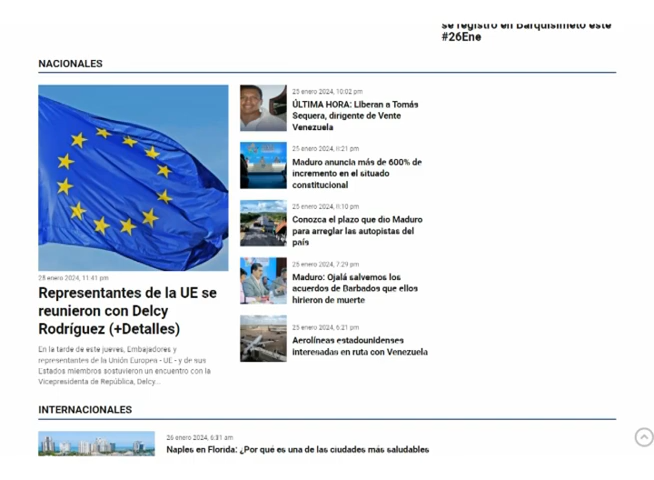 se registró en Barquisimeto este
#26Ene
NACIONALES
25 enero 2024, 11:41 pm
Representantes de la UE se
reunieron con Delcy
Rodríguez (+Detalles)
En la tarde de este jueves, Embajadores y
representantes de la Unión Europea - UE - y de sus
Estados miembros sostuvieron un encuentro con la
Vicepresidenta de República, Delcy...
25 enero 2024, 10:02 pm
ÚLTIMA HORA: Liberan a Tomás
Sequera, dirigente de Vente
Venezuela
25 enero 2024, 8:21 pm
Maduro anuncia más de 600% de
incremento en el situado
constitucional
25 enero 2024, 8:10 pm
Conozca el plazo que dio Maduro
para arreglar las autopistas del
país
25 enero 2024, 7:29 pm
Maduro: Ojalá salvemos los
acuerdos de Barbados que ellos
hirieron de muerte
25 enero 2024, 6:21 pm
Aerolíneas estadounidenses
interesadas en ruta con Venezuela
INTERNACIONALES
26 enero 2024, 6:31 am
Naples en Florida: ¿Por qué es una de las ciudades más saludables